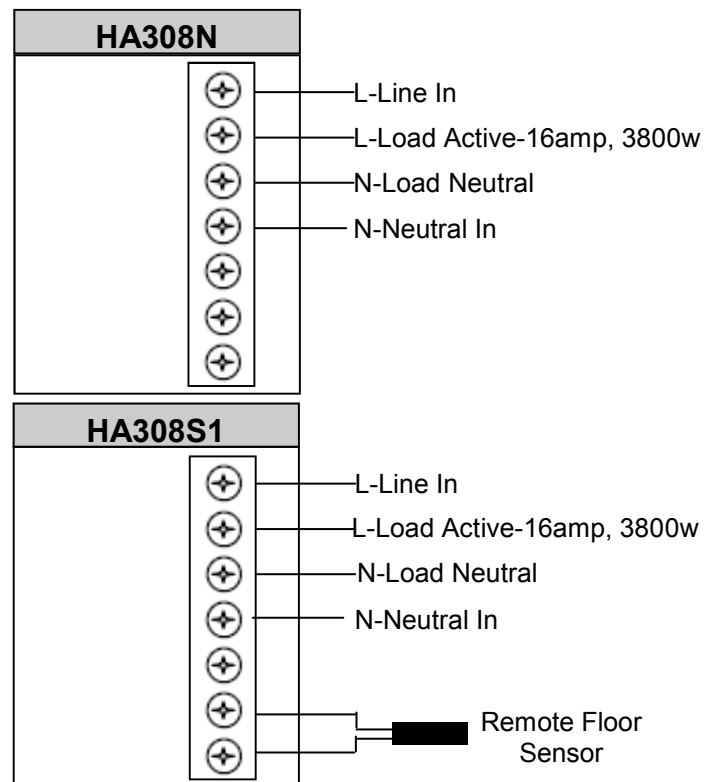 HA308N
L-Line In
L-Load Active-16amp, 3800w
N-Load Neutral
N-Neutral In
HA308S1
L-Line In
L-Load Active-16amp, 3800w
N-Load Neutral
N-Neutral In
Remote Floor
Sensor